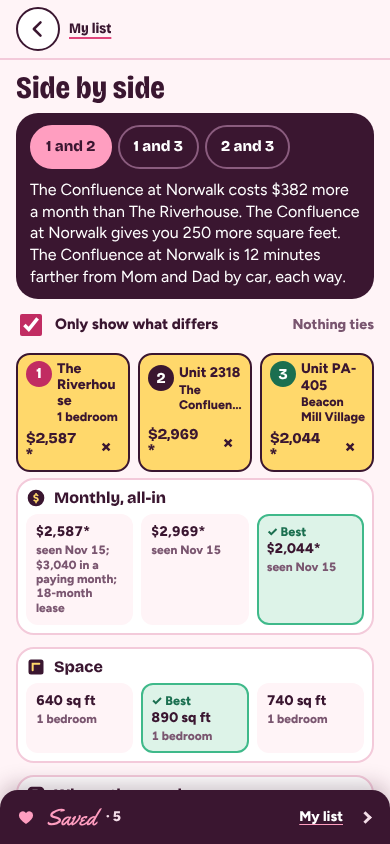 My list
Side by side
1 and 2
1 and 3
2 and 3
The Confluence at Norwalk costs $382 more
a month than The Riverhouse. The Confluence
at Norwalk gives you 250 more square feet.
The Confluence at Norwalk is 12 minutes
farther from Mom and Dad by car, each way.
Only show what differs
Nothing ties
1
The
Riverhou
se
1 bedroom
$2,587
*
×
2
Unit 2318
The
Confluen...
$2,969
*
×
3
Unit PA-
405
Beacon
Mill Village
$2,044
*
×
Monthly, all-in
$2,587*
seen Nov 15;
$3,040 in a
paying month;
18-month
lease
$2,969*
seen Nov 15
✓ Best
$2,044*
seen Nov 15
Space
640 sq ft
1 bedroom
✓ Best
890 sq ft
1 bedroom
740 sq ft
1 bedroom
Saved · 5
My list